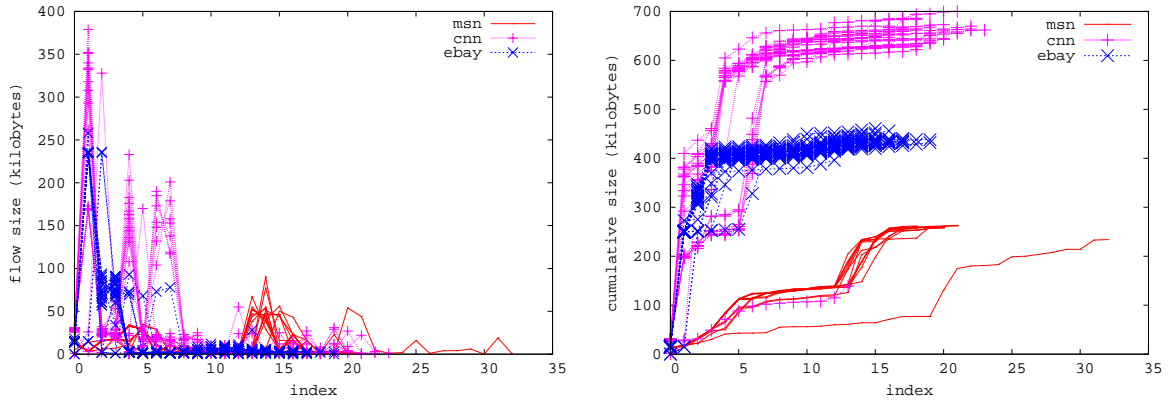 400
350
300
250
200
150
100
50
0
flow size (kilobytes)
msn
cnn
ebay
0 5 10 15 20 25 30 35
index
700
600
500
400
300
200
100
0
cumulative size (kilobytes)
msn
cnn
ebay
0 5 10 15 20 25 30 35
index